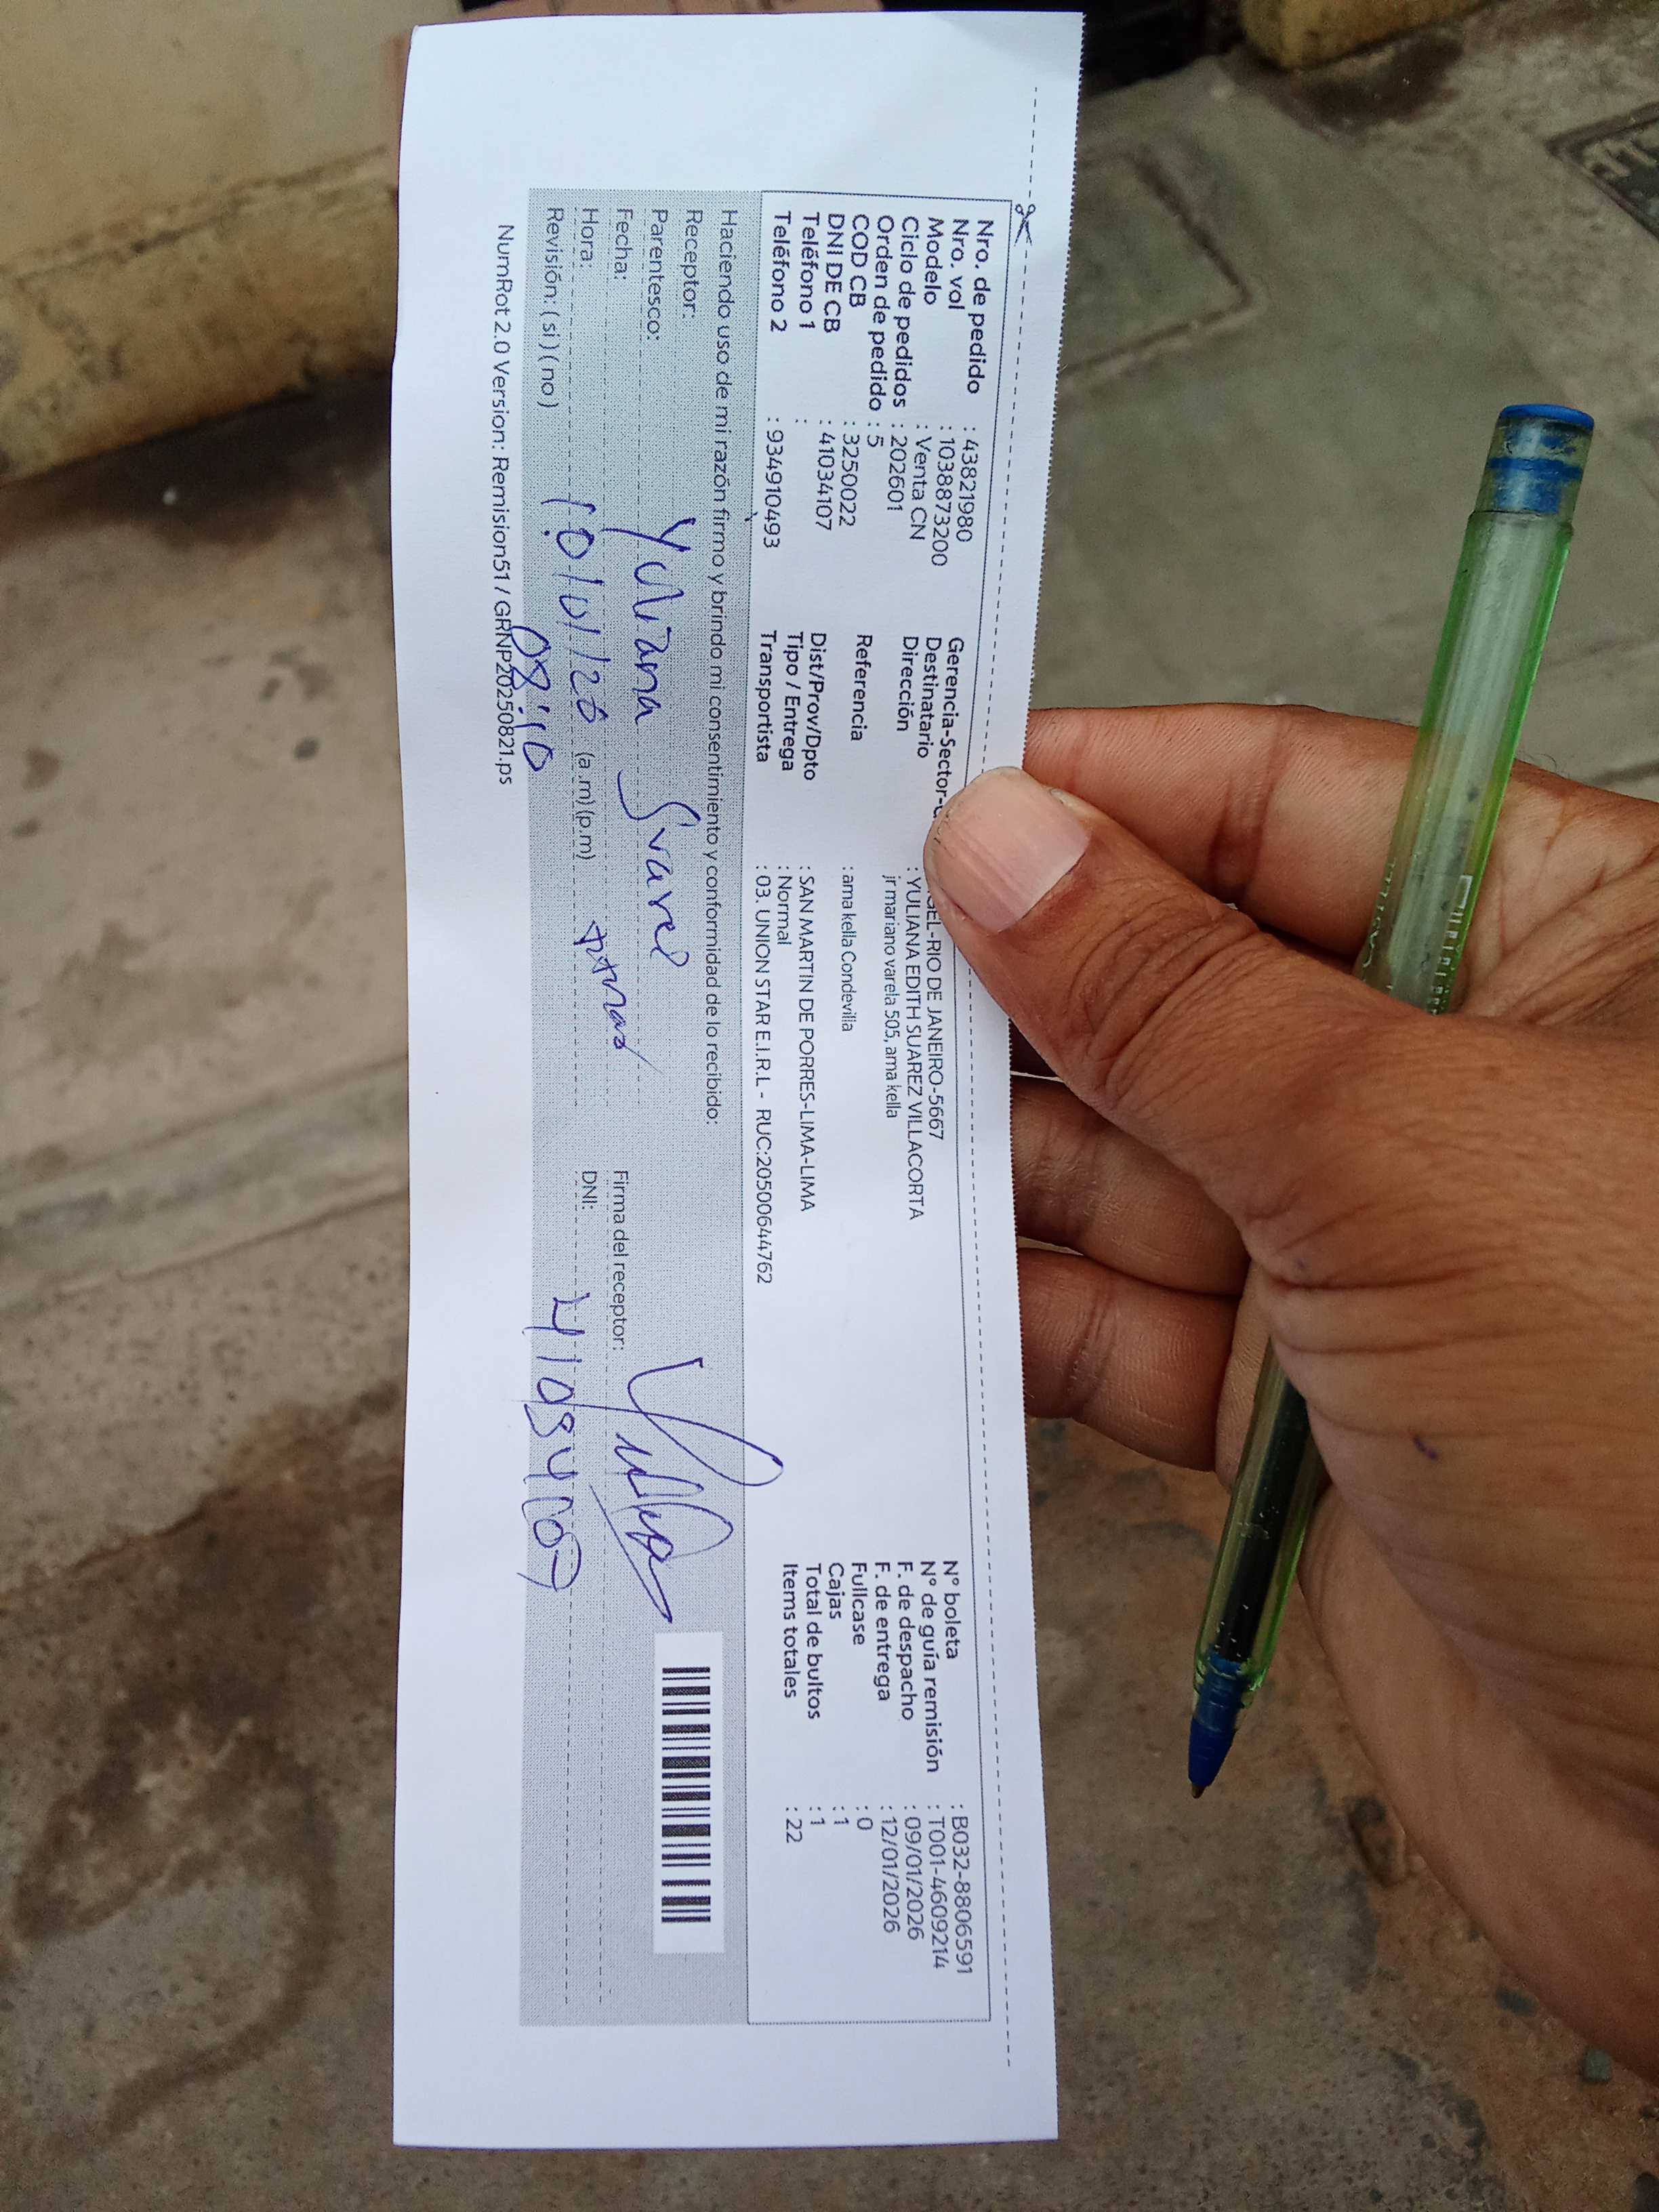 Nro. de pedido : 43821980
Nro. vol : 10388873200
Modelo : Venta CN
Ciclo de pedidos : 202601
Orden de pedido : 5
COD CB : 3250022
DNI DE CB : 41034107
Teléfono 1 :
Teléfono 2 : 934910493
Gerencia-Sector- GEL-RIO DE JANEIRO-5667
Destinatario : YULIANA EDITH SUAREZ VILLACORTA
Dirección jr mariano varela 505, ama kella
Referencia : ama kella Condevilla
Dist/Prov/Dpto : SAN MARTIN DE PORRES-LIMA-LIMA
Tipo / Entrega : Normal
Transportista : 03. UNION STAR E.I.R.L - RUC:20500644762
N° boleta : B032-8806591
N° de guía remisión : T001-4609214
F. de despacho : 09/01/2026
F. de entrega : 12/01/2026
Fullcase : 0
Cajas : 1
Total de bultos : 1
Items totales : 22
Haciendo uso de mi razón firmo y brindo mi consentimiento y conformidad de lo recibido:
Receptor: Yuliana Suarez
Parentesco:
Fecha: 10/01/26
Hora: 08:10 (a.m) (p.m)
Revisión: ( si ) ( no )
Firma del receptor:
DNI: 41034107
NumRot 2.0 Version: Remision51 / GRNP20250821.ps